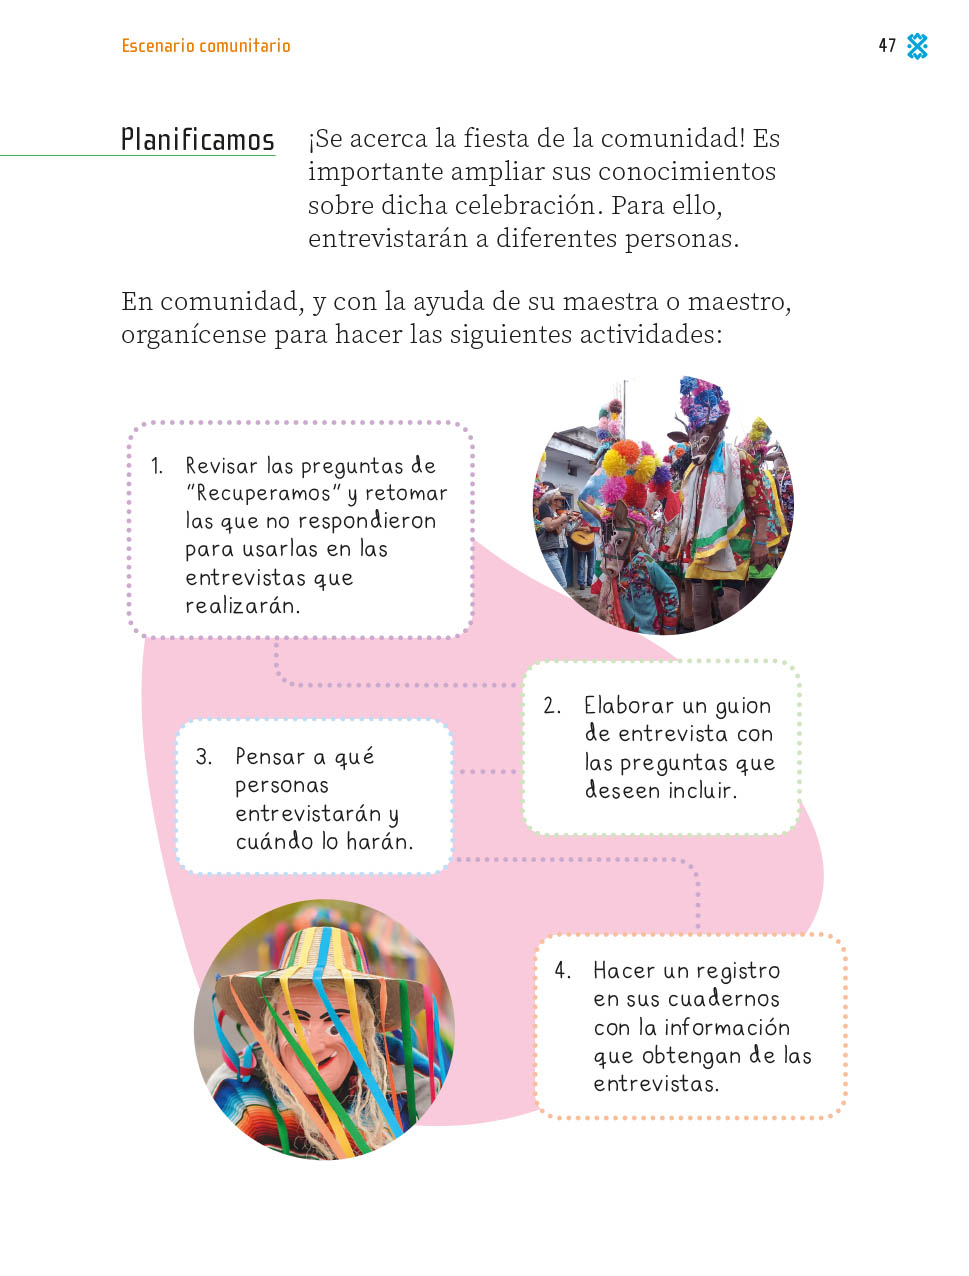 Escenario comunitario
47
Planificamos
¡Se acerca la fiesta de la comunidad! Es
importante ampliar sus conocimientos
sobre dicha celebración. Para ello,
entrevistarán a diferentes personas.
En comunidad, y con la ayuda de su maestra o maestro,
organícense para hacer las siguientes actividades:
1. Revisar las preguntas de
"Recuperamos" y retomar
las que no respondieron
para usarlas en las
entrevistas que
realizarán.
2. Elaborar un guion
de entrevista con
las preguntas que
deseen incluir.
3. Pensar a qué
personas
entrevistarán y
cuándo lo harán.
4. Hacer un registro
en sus cuadernos
con la información
que obtengan de las
entrevistas.